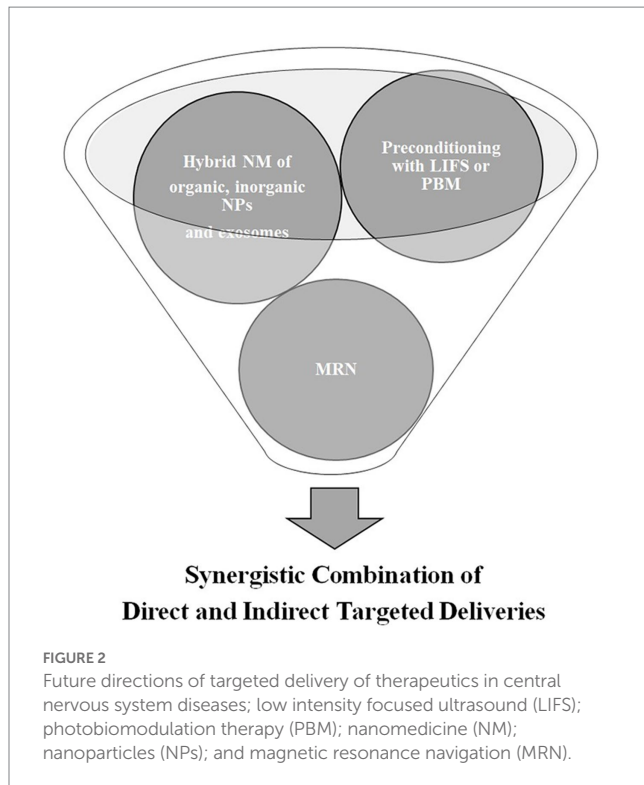 Hybrid NM of
organic, inorganic
NPs
and exosomes
Preconditioning
with LIFS or
PBM
MRN
Synergistic Combination of
Direct and Indirect Targeted Deliveries
FIGURE 2
Future directions of targeted delivery of therapeutics in central
nervous system diseases; low intensity focused ultrasound (LIFS);
photobiomodulation therapy (PBM); nanomedicine (NM);
nanoparticles (NPs); and magnetic resonance navigation (MRN).